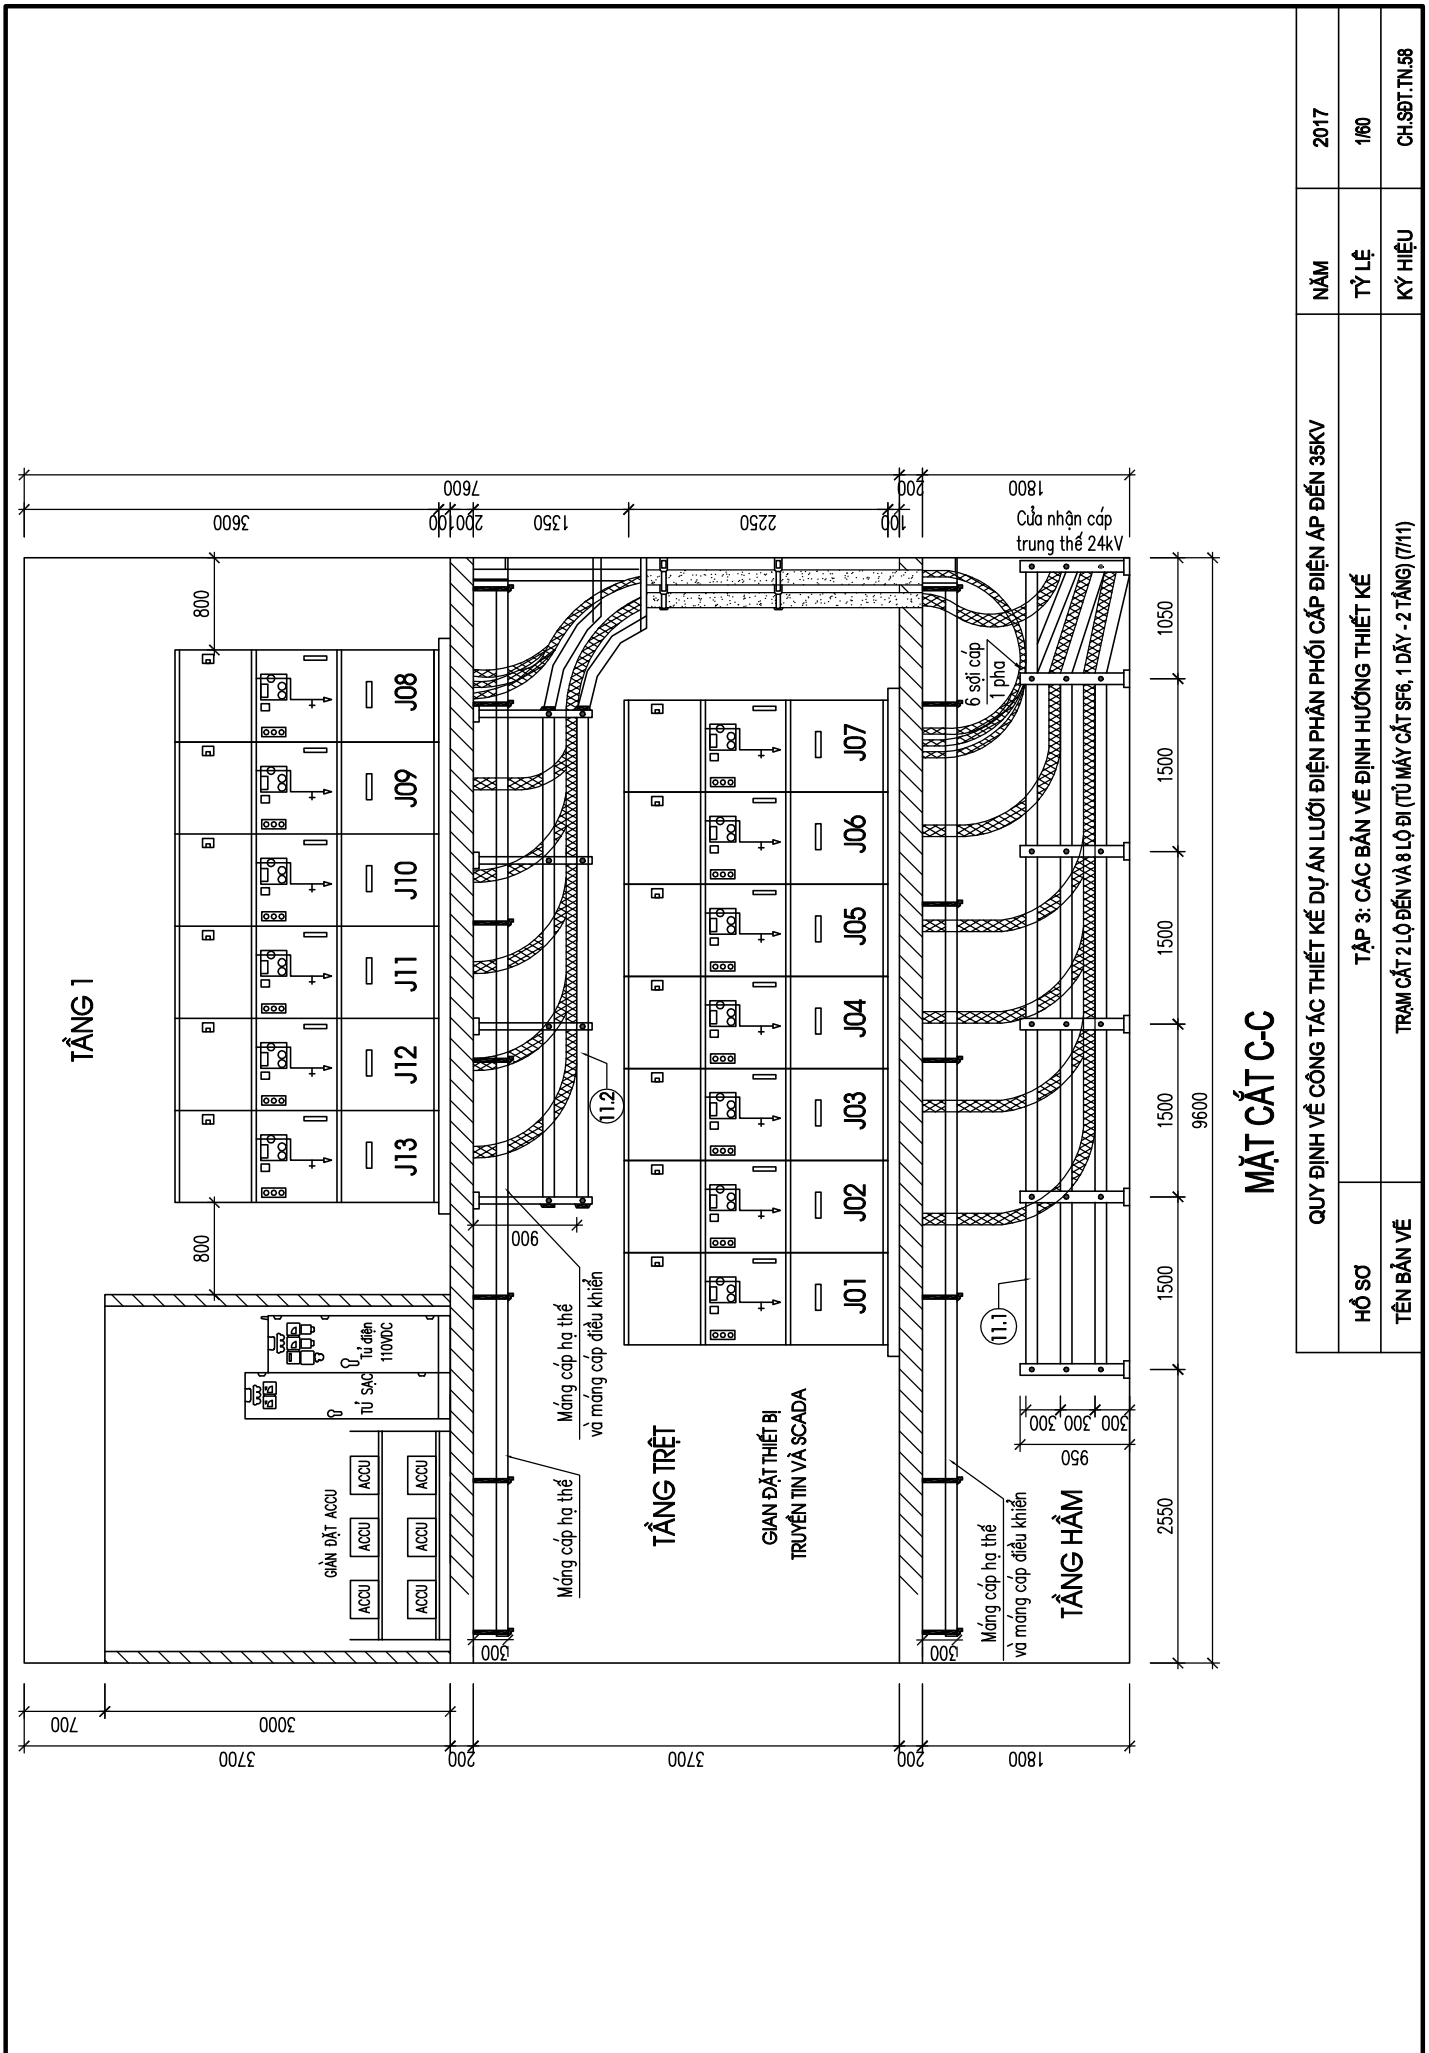 TẦNG 1
GIÀN ĐẶT ACCU
ACCU
ACCU
ACCU
ACCU
ACCU
ACCU
TỦ SẠC
Tủ điện
110VDC
800
800
J13
J12
J11
J10
J09
J08
Máng cáp hạ thế
Máng cáp hạ thế
và máng cáp điều khiển
900
11.2
300
TẦNG TRỆT
GIAN ĐẶT THIẾT BỊ
TRUYỀN TIN VÀ SCADA
J01
J02
J03
J04
J05
J06
J07
300
Máng cáp hạ thế
và máng cáp điều khiển
TẦNG HẦM
11.1
6 sợi cáp
1 pha
Cửa nhận cáp
trung thế 24kV
950
300
300
300
700
3000
3700
200
3700
200
1800
3600
100
200
1350
2250
100
7600
200
1800
2550
1500
1500
1500
1500
1050
9600
MẶT CẮT C-C
HỒ SƠ
QUY ĐỊNH VỀ CÔNG TÁC THIẾT KẾ DỰ ÁN LƯỚI ĐIỆN PHÂN PHỐI CẤP ĐIỆN ÁP ĐẾN 35KV
NĂM
2017
TẬP 3: CÁC BẢN VẼ ĐỊNH HƯỚNG THIẾT KẾ
TỶ LỆ
1/60
TÊN BẢN VẼ
TRẠM CẮT 2 LỘ ĐẾN VÀ 8 LỘ ĐI (TỦ MÁY CẮT SF6, 1 DÃY - 2 TẦNG) (7/11)
KÝ HIỆU
CH.SĐT.TN.58